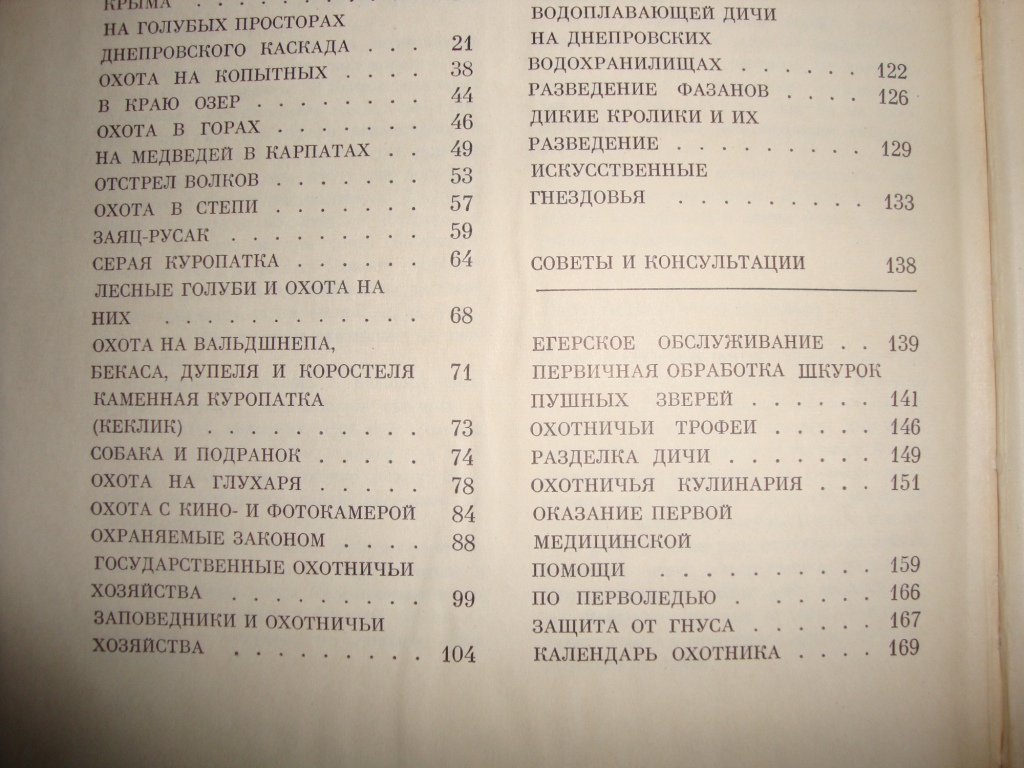 КРЫМА
НА ГОЛУБЫХ ПРОСТОРАХ
ДНЕПРОВСКОГО КАСКАДА . . . 21
ОХОТА НА КОПЫТНЫХ . . . . 38
В КРАЮ ОЗЕР . . . . . . . 44
ОХОТА В ГОРАХ . . . . . . 46
НА МЕДВЕДЕЙ В КАРПАТАХ . . 49
ОТСТРЕЛ ВОЛКОВ . . . . . . 53
ОХОТА В СТЕПИ . . . . . . 57
ЗАЯЦ-РУСАК . . . . . . . . 59
СЕРАЯ КУРОПАТКА . . . . . . 64
ЛЕСНЫЕ ГОЛУБИ И ОХОТА НА
НИХ . . . . . . . . . . . 68
ОХОТА НА ВАЛЬДШНЕПА,
БЕКАСА, ДУПЕЛЯ И КОРОСТЕЛЯ 71
КАМЕННАЯ КУРОПАТКА
(КЕКЛИК) . . . . . . . . . . 73
СОБАКА И ПОДРАНОК . . . . . 74
ОХОТА НА ГЛУХАРЯ . . . . . 78
ОХОТА С КИНО- И ФОТОКАМЕРОЙ 84
ОХРАНЯЕМЫЕ ЗАКОНОМ . . . . 88
ГОСУДАРСТВЕННЫЕ ОХОТНИЧЬИ
ХОЗЯЙСТВА . . . . . . . . 99
ЗАПОВЕДНИКИ И ОХОТНИЧЬИ
ХОЗЯЙСТВА . . . . . . . . 104
ВОДОПЛАВАЮЩЕЙ ДИЧИ
НА ДНЕПРОВСКИХ
ВОДОХРАНИЛИЩАХ . . . . . . 122
РАЗВЕДЕНИЕ ФАЗАНОВ . . . . 126
ДИКИЕ КРОЛИКИ И ИХ
РАЗВЕДЕНИЕ . . . . . . . . 129
ИСКУССТВЕННЫЕ
ГНЕЗДОВЬЯ . . . . . . . . . 133
СОВЕТЫ И КОНСУЛЬТАЦИИ 138
ЕГЕРСКОЕ ОБСЛУЖИВАНИЕ . . 139
ПЕРВИЧНАЯ ОБРАБОТКА ШКУРОК
ПУШНЫХ ЗВЕРЕЙ . . . . . . 141
ОХОТНИЧЬИ ТРОФЕИ . . . . . 146
РАЗДЕЛКА ДИЧИ . . . . . . . 149
ОХОТНИЧЬЯ КУЛИНАРИЯ . . . 151
ОКАЗАНИЕ ПЕРВОЙ
МЕДИЦИНСКОЙ
ПОМОЩИ . . . . . . . . . 159
ПО ПЕРВОЛЕДЬЮ . . . . . . 166
ЗАЩИТА ОТ ГНУСА . . . . . . 167
КАЛЕНДАРЬ ОХОТНИКА . . . . 169